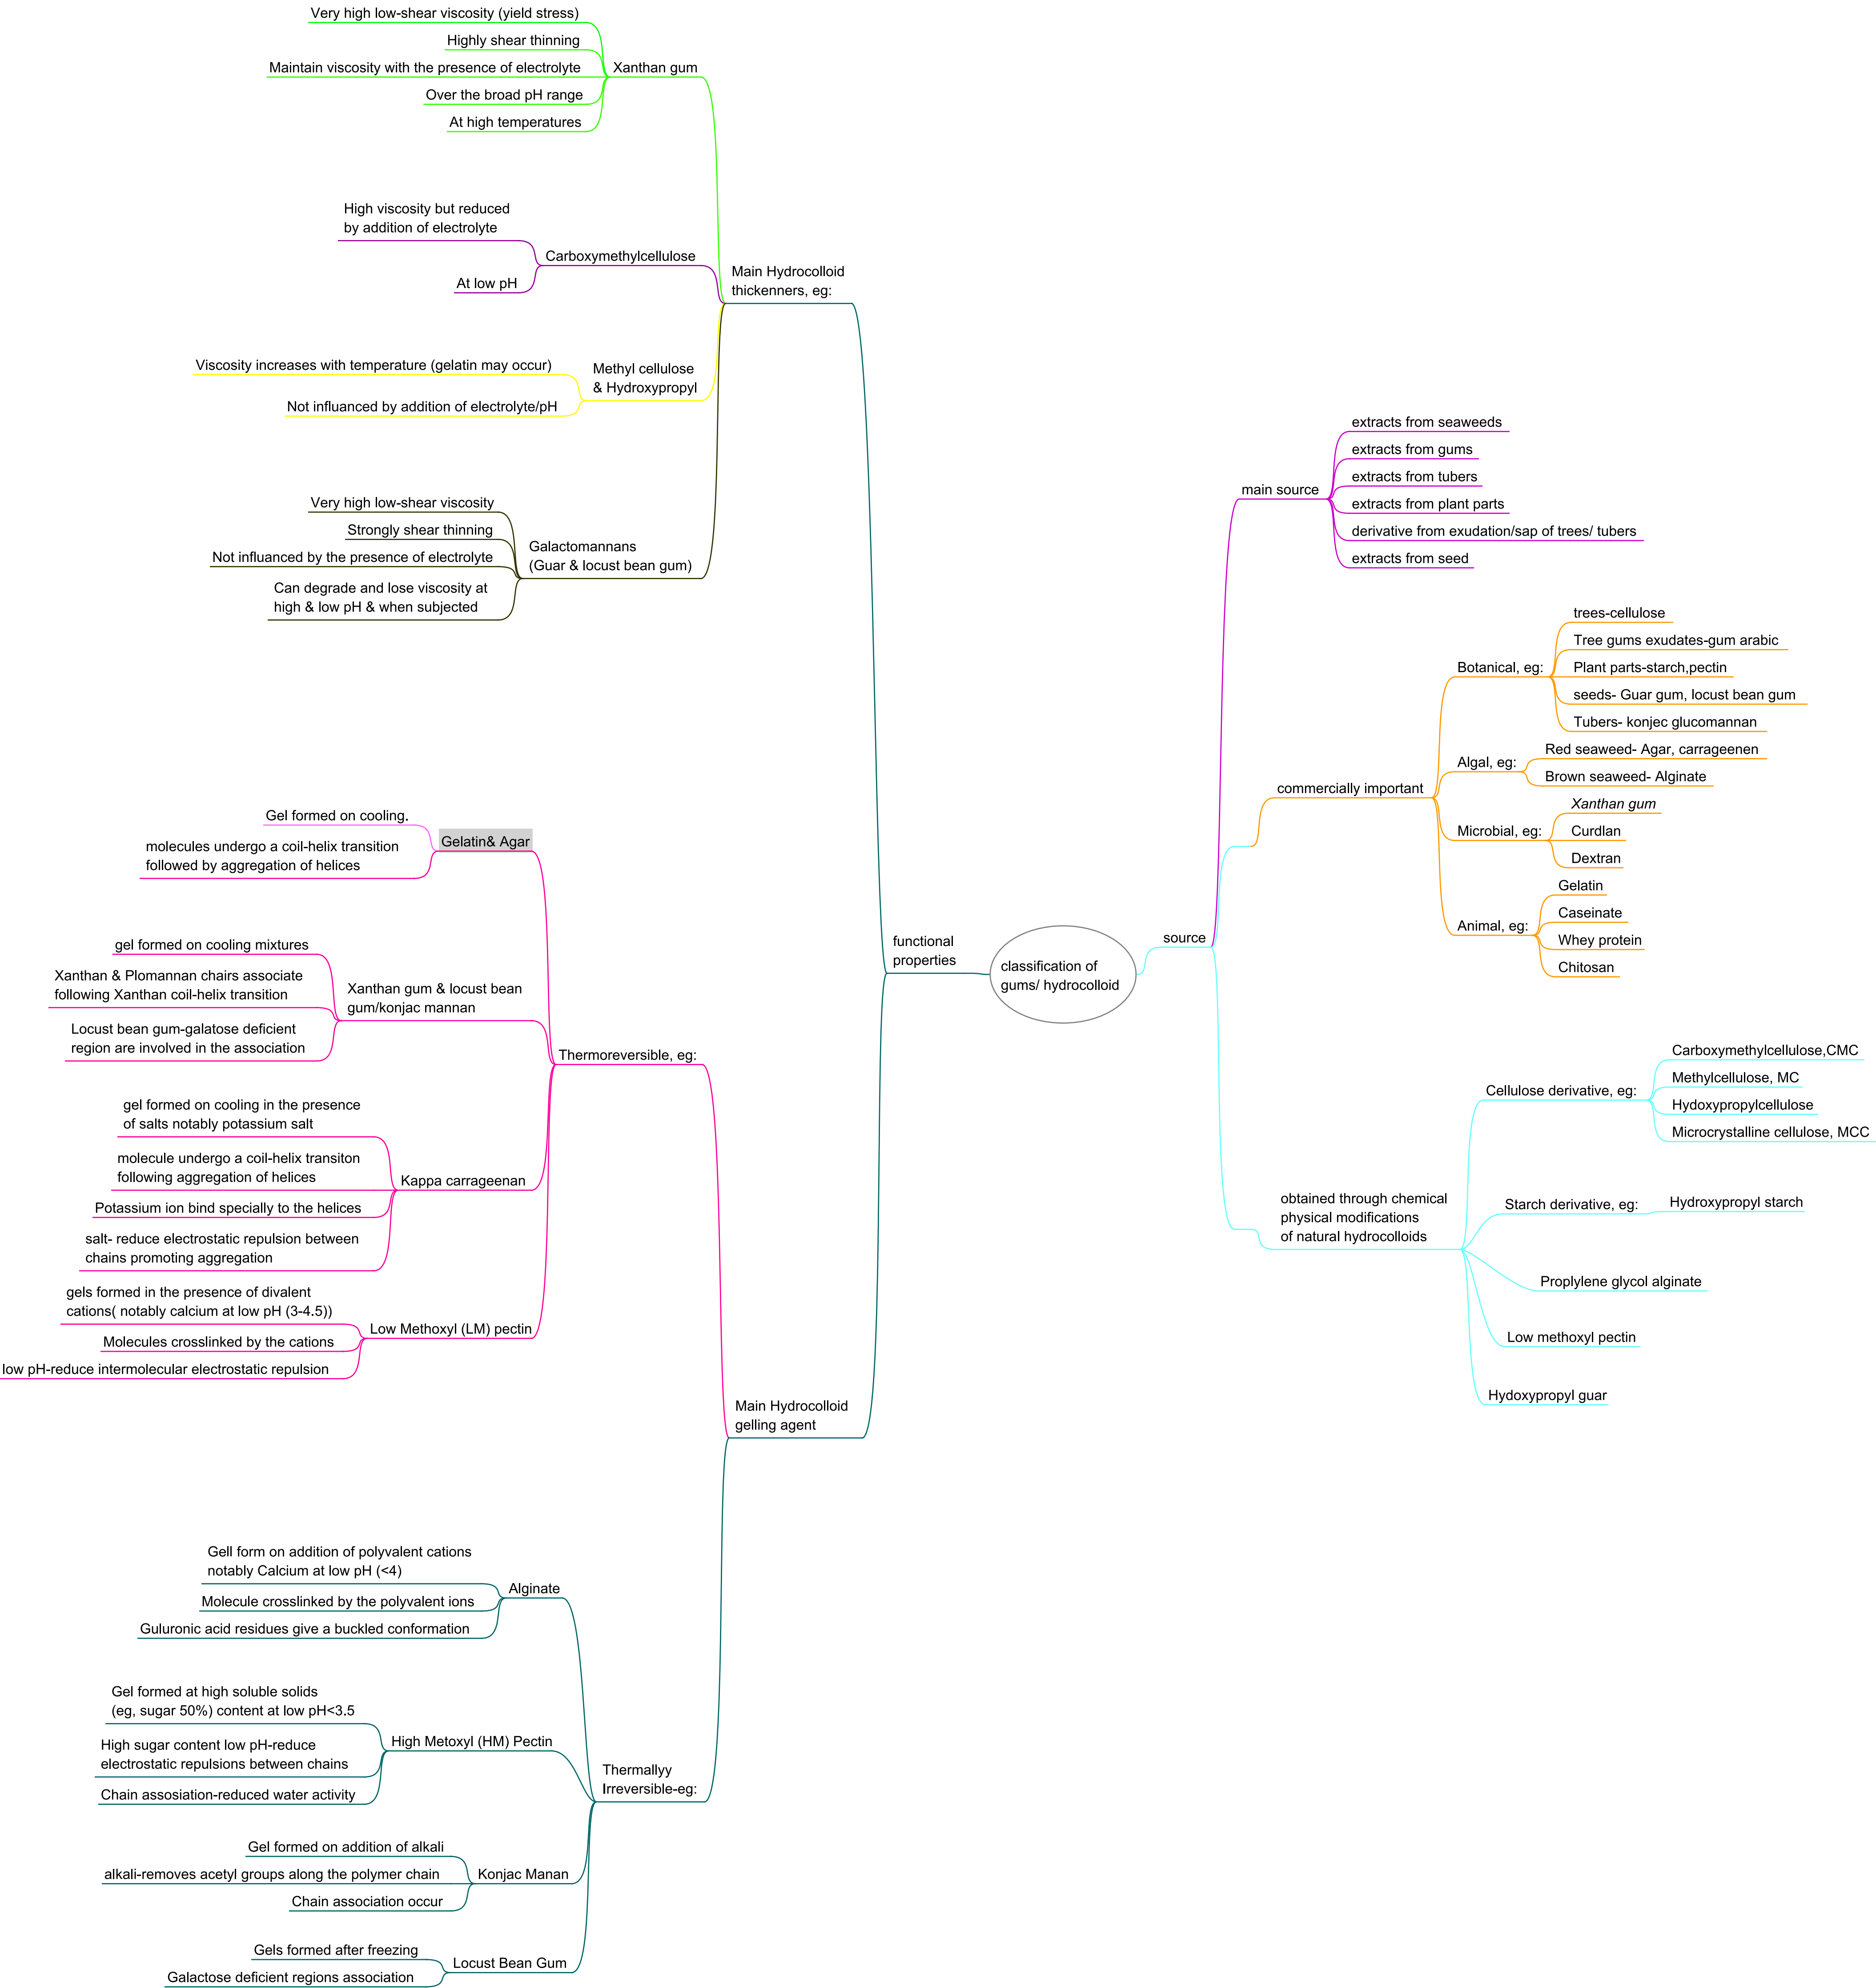 classification of
gums/ hydrocolloid
functional
properties
Main Hydrocolloid
thickenners, eg:
Xanthan gum
Very high low-shear viscosity (yield stress)
Highly shear thinning
Maintain viscosity with the presence of electrolyte
Over the broad pH range
At high temperatures
Carboxymethylcellulose
High viscosity but reduced
by addition of electrolyte
At low pH
Methyl cellulose
& Hydroxypropyl
Viscosity increases with temperature (gelatin may occur)
Not influenced by addition of electrolyte/pH
Galactomannans
(Guar & locust bean gum)
Very high low-shear viscosity
Strongly shear thinning
Not influenced by the presence of electrolyte
Can degrade and lose viscosity at
high & low pH & when subjected
Main Hydrocolloid
gelling agent
Thermoreversible, eg:
Gelatin& Agar
Gel formed on cooling.
molecules undergo a coil-helix transition
followed by aggregation of helices
Xanthan gum & locust bean
gum/konjac mannan
gel formed on cooling mixtures
Xanthan & Plomannan chairs associate
following Xanthan coil-helix transition
Locust bean gum-galatose deficient
region are involved in the association
Kappa carrageenan
gel formed on cooling in the presence
of salts notably potassium salt
molecule undergo a coil-helix transiton
following aggregation of helices
Potassium ion bind specially to the helices
salt- reduce electrostatic repulsion between
chains promoting aggregation
Low Methoxyl (LM) pectin
gels formed in the presence of divalent
cations( notably calcium at low pH (3-4.5))
Molecules crosslinked by the cations
low pH-reduce intermolecular electrostatic repulsion
Thermallyy
Irreversible-eg:
Alginate
Gell form on addition of polyvalent cations
notably Calcium at low pH (<4)
Molecule crosslinked by the polyvalent ions
Guluronic acid residues give a buckled conformation
High Metoxyl (HM) Pectin
Gel formed at high soluble solids
(eg, sugar 50%) content at low pH<3.5
High sugar content low pH-reduce
electrostatic repulsions between chains
Chain assosiation-reduced water activity
Konjac Manan
Gel formed on addition of alkali
alkali-removes acetyl groups along the polymer chain
Chain association occur
Locust Bean Gum
Gels formed after freezing
Galactose deficient regions association
source
main source
extracts from seaweeds
extracts from gums
extracts from tubers
extracts from plant parts
derivative from exudation/sap of trees/ tubers
extracts from seed
commercially important
Botanical, eg:
trees-cellulose
Tree gums exudates-gum arabic
Plant parts-starch,pectin
seeds- Guar gum, locust bean gum
Tubers- konjec glucomannan
Algal, eg:
Red seaweed- Agar, carrageenen
Brown seaweed- Alginate
Microbial, eg:
Xanthan gum
Curdlan
Dextran
Animal, eg:
Gelatin
Caseinate
Whey protein
Chitosan
obtained through chemical
physical modifications
of natural hydrocolloids
Cellulose derivative, eg:
Carboxymethylcellulose,CMC
Methylcellulose, MC
Hydoxypropylcellulose
Microcrystalline cellulose, MCC
Starch derivative, eg:
Hydroxypropyl starch
Proplylene glycol alginate
Low methoxyl pectin
Hydoxypropyl guar